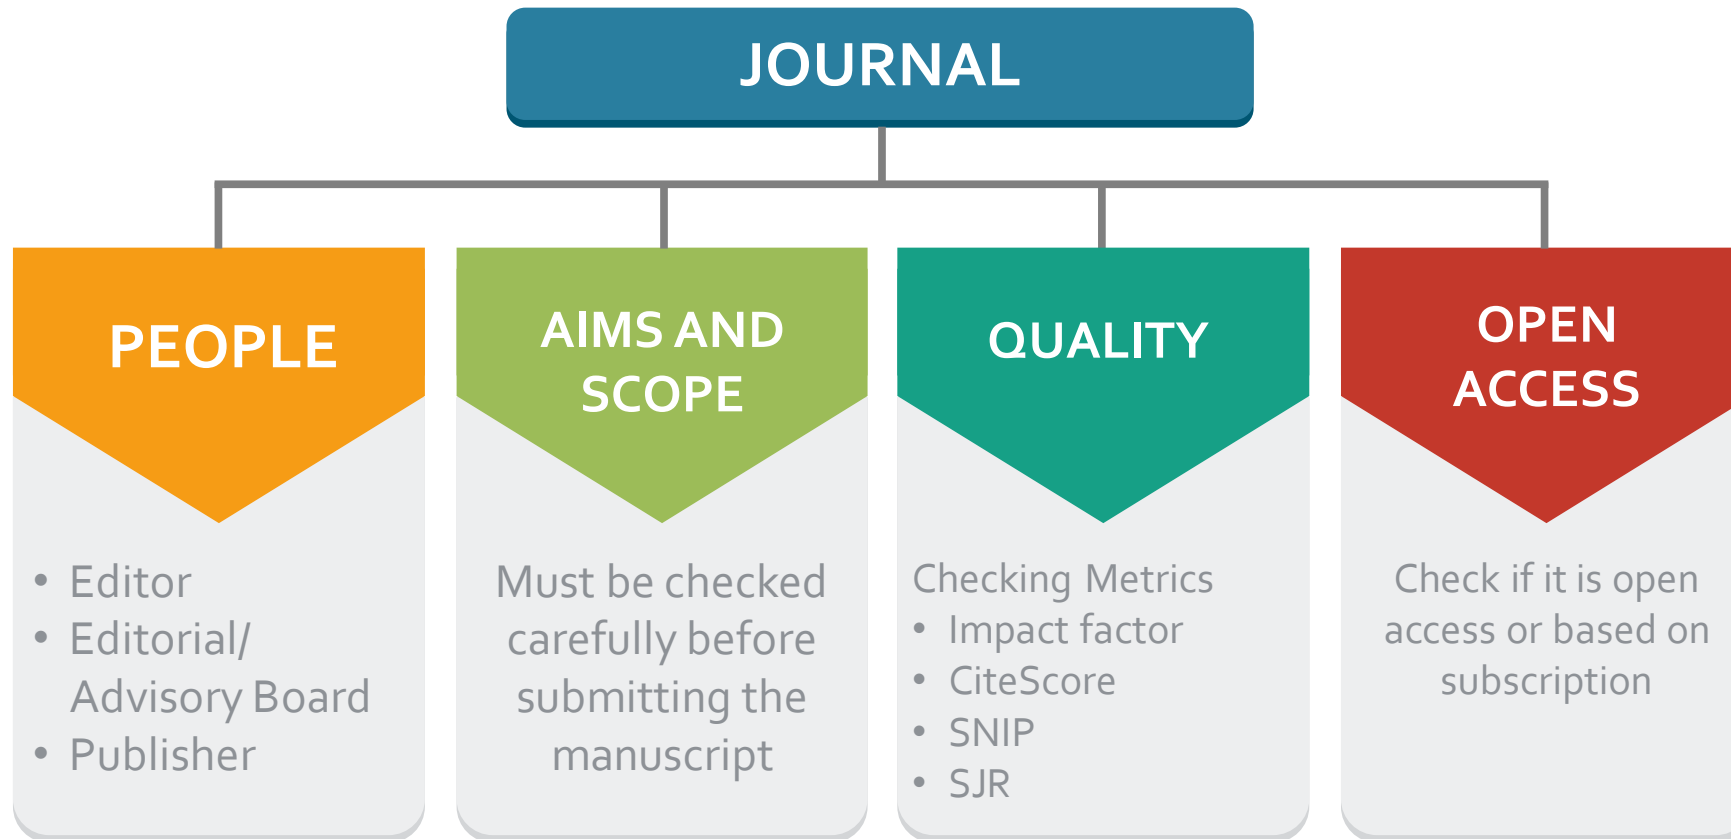 JOURNAL
PEOPLE
• Editor
• Editorial/
Advisory Board
• Publisher
AIMS AND
SCOPE
Must be checked
carefully before
submitting the
manuscript
QUALITY
Checking Metrics
• Impact factor
• CiteScore
• SNIP
• SJR
OPEN
ACCESS
Check if it is open
access or based on
subscription